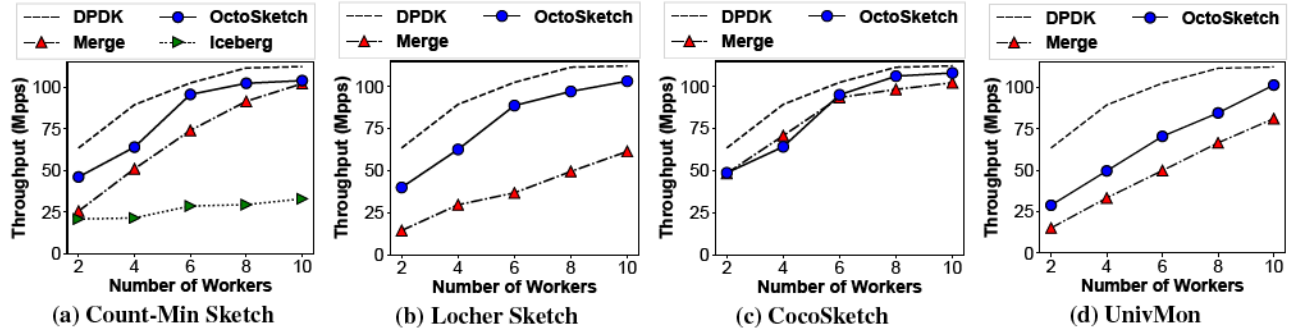 DPDK OctoSketch
Merge Iceberg
Throughput (Mpps)
100
75
50
25
0
2 4 6 8 10
Number of Workers
(a) Count-Min Sketch
DPDK OctoSketch
Merge
Throughput (Mpps)
100
75
50
25
0
2 4 6 8 10
Number of Workers
(b) Locher Sketch
DPDK OctoSketch
Merge
Throughput (Mpps)
100
75
50
25
0
2 4 6 8 10
Number of Workers
(c) CocoSketch
DPDK OctoSketch
Merge
Throughput (Mpps)
100
75
50
25
0
2 4 6 8 10
Number of Workers
(d) UnivMon